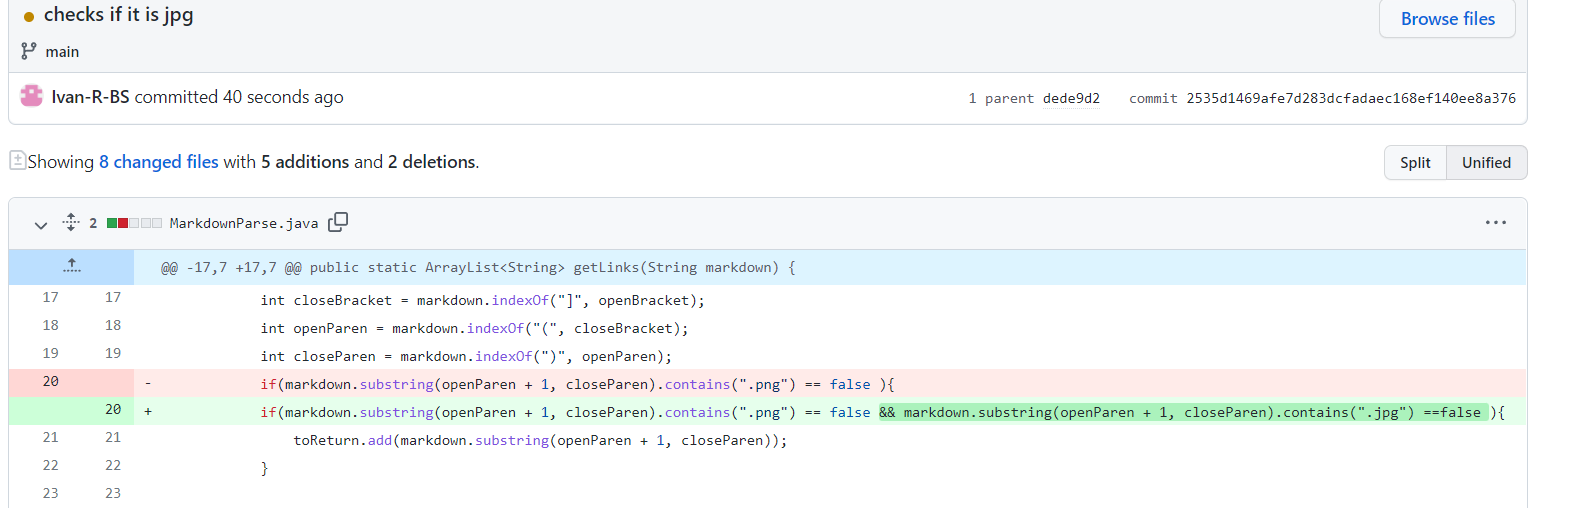 checks if it is jpg
Browse files
main
Ivan-R-BS committed 40 seconds ago
1 parent dede9d2 commit 2535d1469afe7d283dcfadaec168ef140ee8a376
Showing 8 changed files with 5 additions and 2 deletions.
Split Unified
2 MarkdownParse.java
@@ -17,7 +17,7 @@ public static ArrayList<String> getLinks(String markdown) {
17 17 int closeBracket = markdown.indexOf("]", openBracket);
18 18 int openParen = markdown.indexOf("(", closeBracket);
19 19 int closeParen = markdown.indexOf(")", openParen);
20 - if(markdown.substring(openParen + 1, closeParen).contains(".png") == false ){
20 + if(markdown.substring(openParen + 1, closeParen).contains(".png") == false && markdown.substring(openParen + 1, closeParen).contains(".jpg") ==false ){
21 21 toReturn.add(markdown.substring(openParen + 1, closeParen));
22 22 }
23 23